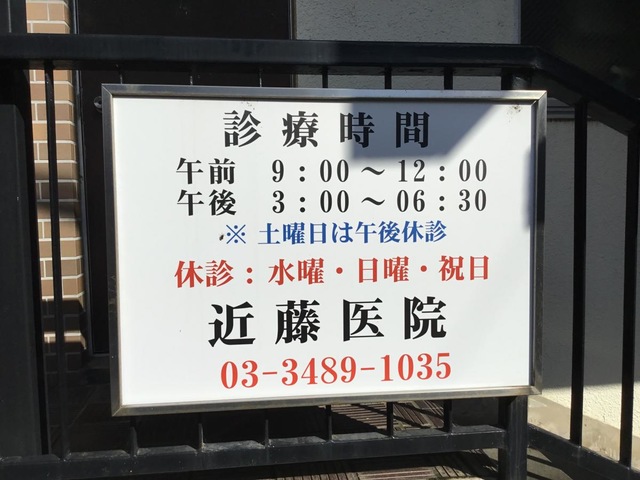 診療時間
午前 9:00～12:00
午後 3:00～06:30
※ 土曜日は午後休診
休診:水曜・日曜・祝日
近藤医院
03-3489-1035